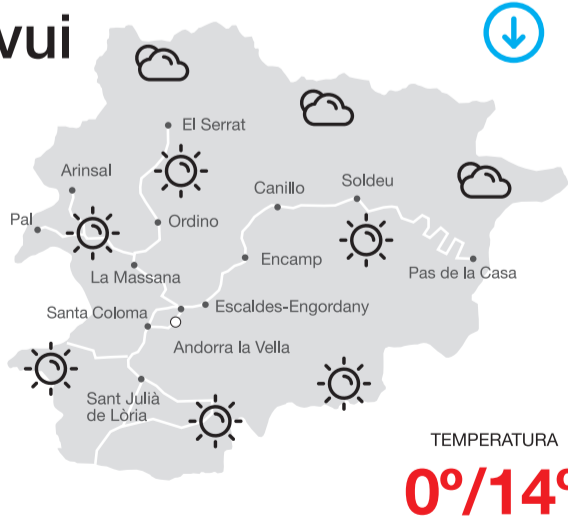 vui
El Serrat
Arinsal
Canillo
Soldeu
Pal
Ordino
Encamp
La Massana
Pas de la Casa
Santa Coloma
Escaldes-Engordany
Andorra la Vella
Sant Julià
de Lòria
TEMPERATURA
0º/14º